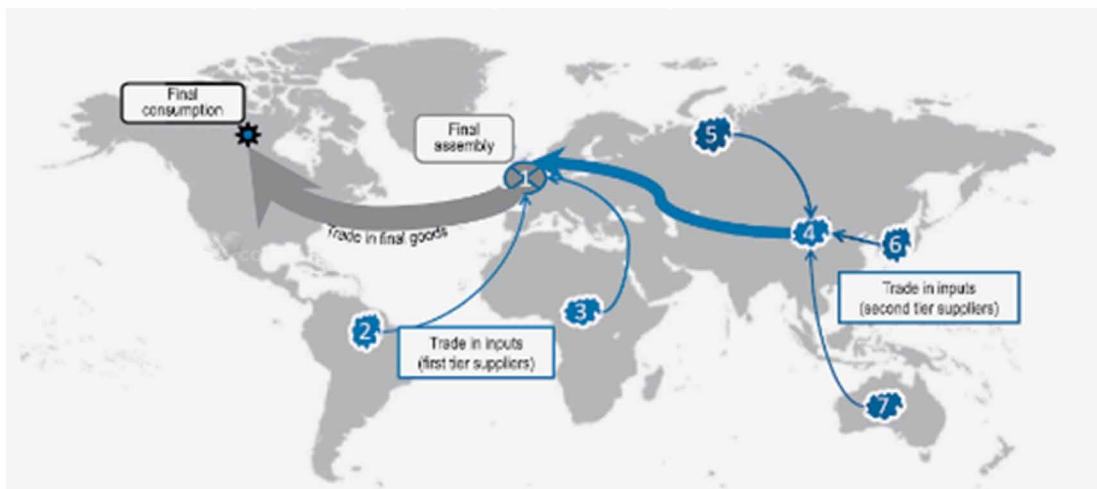 Final
consumption
Final
assembly
5
1
4
6
Trade in final goods
Trade in inputs
(second tier suppliers)
3
2
Trade in inputs
(first tier suppliers)
7